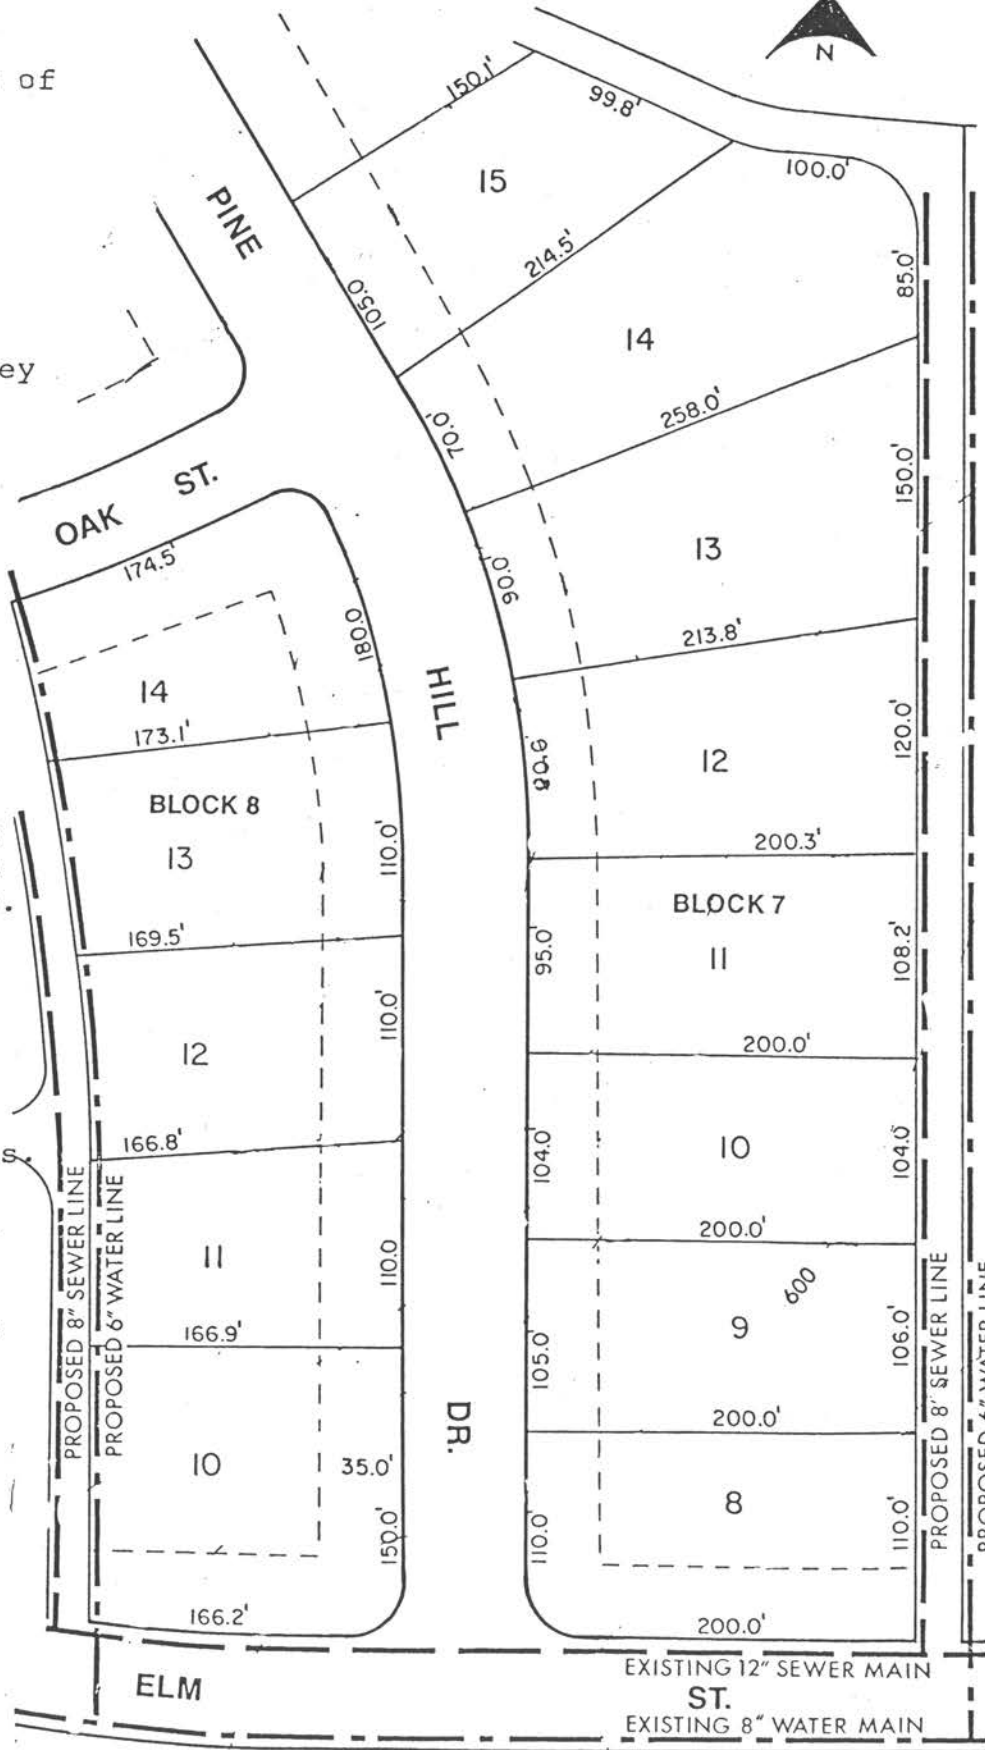 of
N
150.1'
99.8'
15
100.0'
PINE
214.5'
85.0'
105.0
14
ey
258.0'
70.0'
150.0'
ST.
OAK
174.5'
13
90.0'
180.0
213.8'
HILL
14
173.1'
120.0'
12
90.6'
BLOCK 8
200.3'
13
110.0'
BLOCK 7
169.5'
95.0'
11
108.2'
110.0'
200.0'
12
s.
166.8'
104.0'
10
104.0
200.0'
PROPOSED 8" SEWER LINE
PROPOSED 6" WATER LINE
11
110.0
600
9
166.9'
105.0'
106.0'
PROPOSED 8' SEWER LINE
PROPOSED 6" WATER LINE
200.0'
DR.
10
35.0'
8
150.0'
110.0'
110.0'
166.2'
200.0'
EXISTING 12" SEWER MAIN
ELM
ST.
EXISTING 8" WATER MAIN